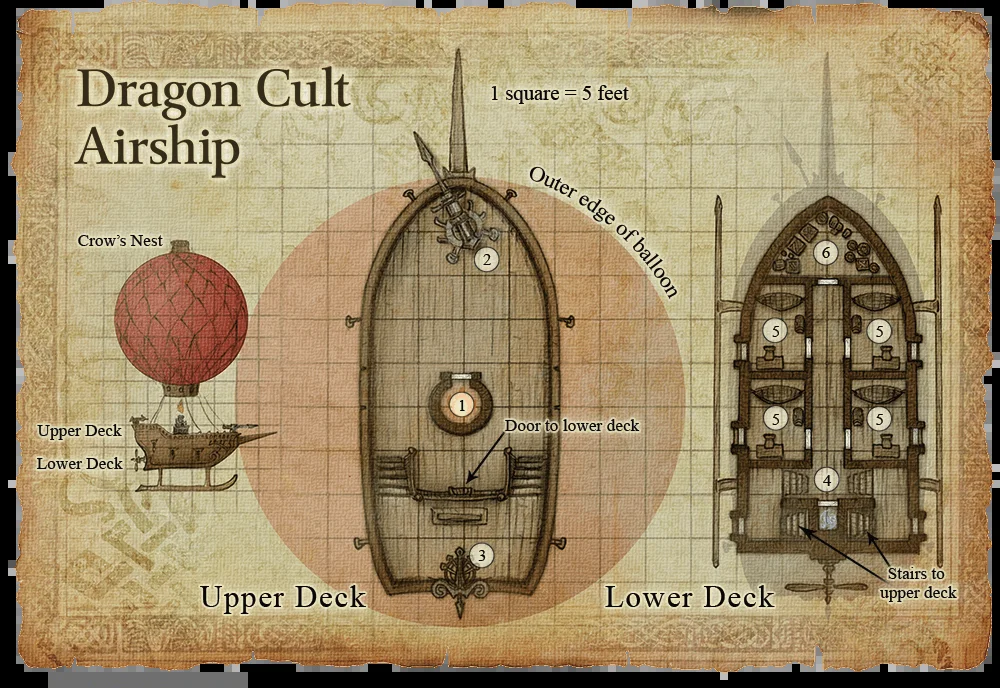 Dragon Cult
Airship
1 square = 5 feet
Outer edge of balloon
Crow's Nest
Upper Deck
Lower Deck
2
1
Door to lower deck
3
Upper Deck
6
5
5
5
5
4
Stairs to
upper deck
Lower Deck